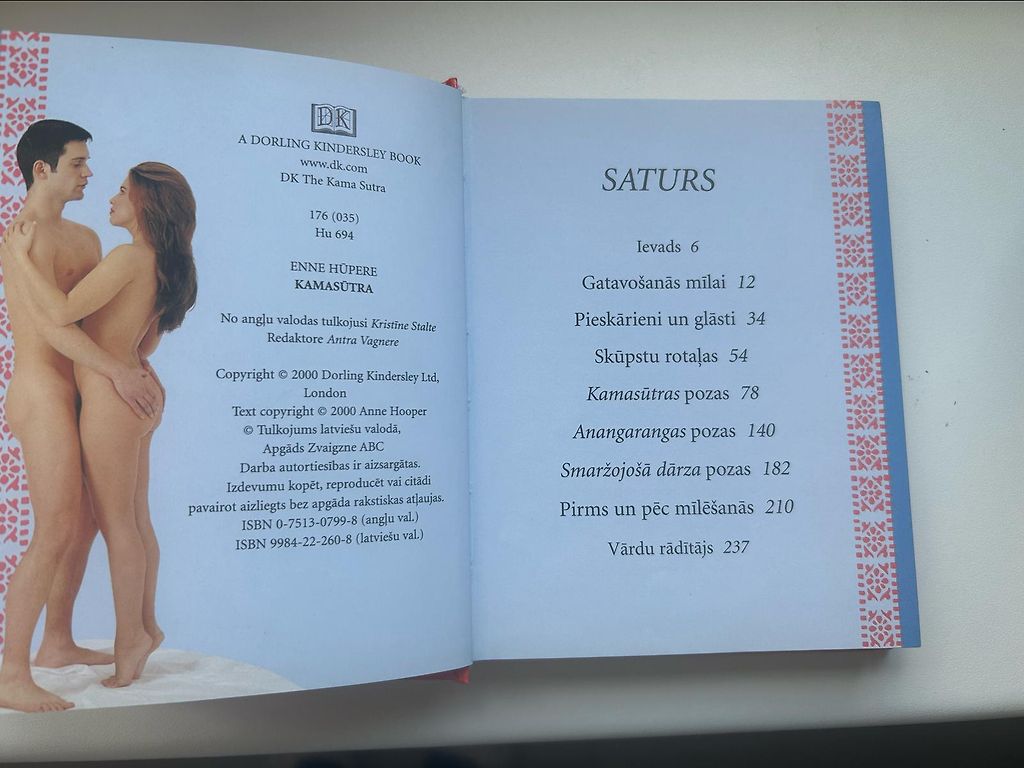 DK
A DORLING KINDERSLEY BOOK
www.dk.com
DK The Kama Sutra
176 (035)
Hu 694
ENNE HŪPERE
KAMASŪTRA
No angļu valodas tulkojusi Kristīne Stalte
Redaktore Antra Vagnere
Copyright © 2000 Dorling Kindersley Ltd,
London
Text copyright © 2000 Anne Hooper
© Tulkojums latviešu valodā,
Apgāds Zvaigzne ABC
Darba autortiesības ir aizsargātas.
Izdevumu kopēt, reproducēt vai citādi
pavairot aizliegts bez apgāda rakstiskas atļaujas.
ISBN 0-7513-0799-8 (angļu val.)
ISBN 9984-22-260-8 (latviešu val.)
SATURS
Ievads 6
Gatavošanās mīlai 12
Pieskārieni un glāsti 34
Skūpstu rotaļas 54
Kamasūtras pozas 78
Anangarangas pozas 140
Smaržojošā dārza pozas 182
Pirms un pēc mīlēšanās 210
Vārdu rādītājs 237